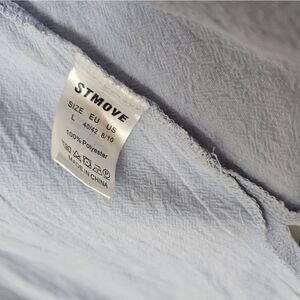 STMOVE
SIZE EU US
L 40/42 8/10
100% Polyester
MADE IN CHINA